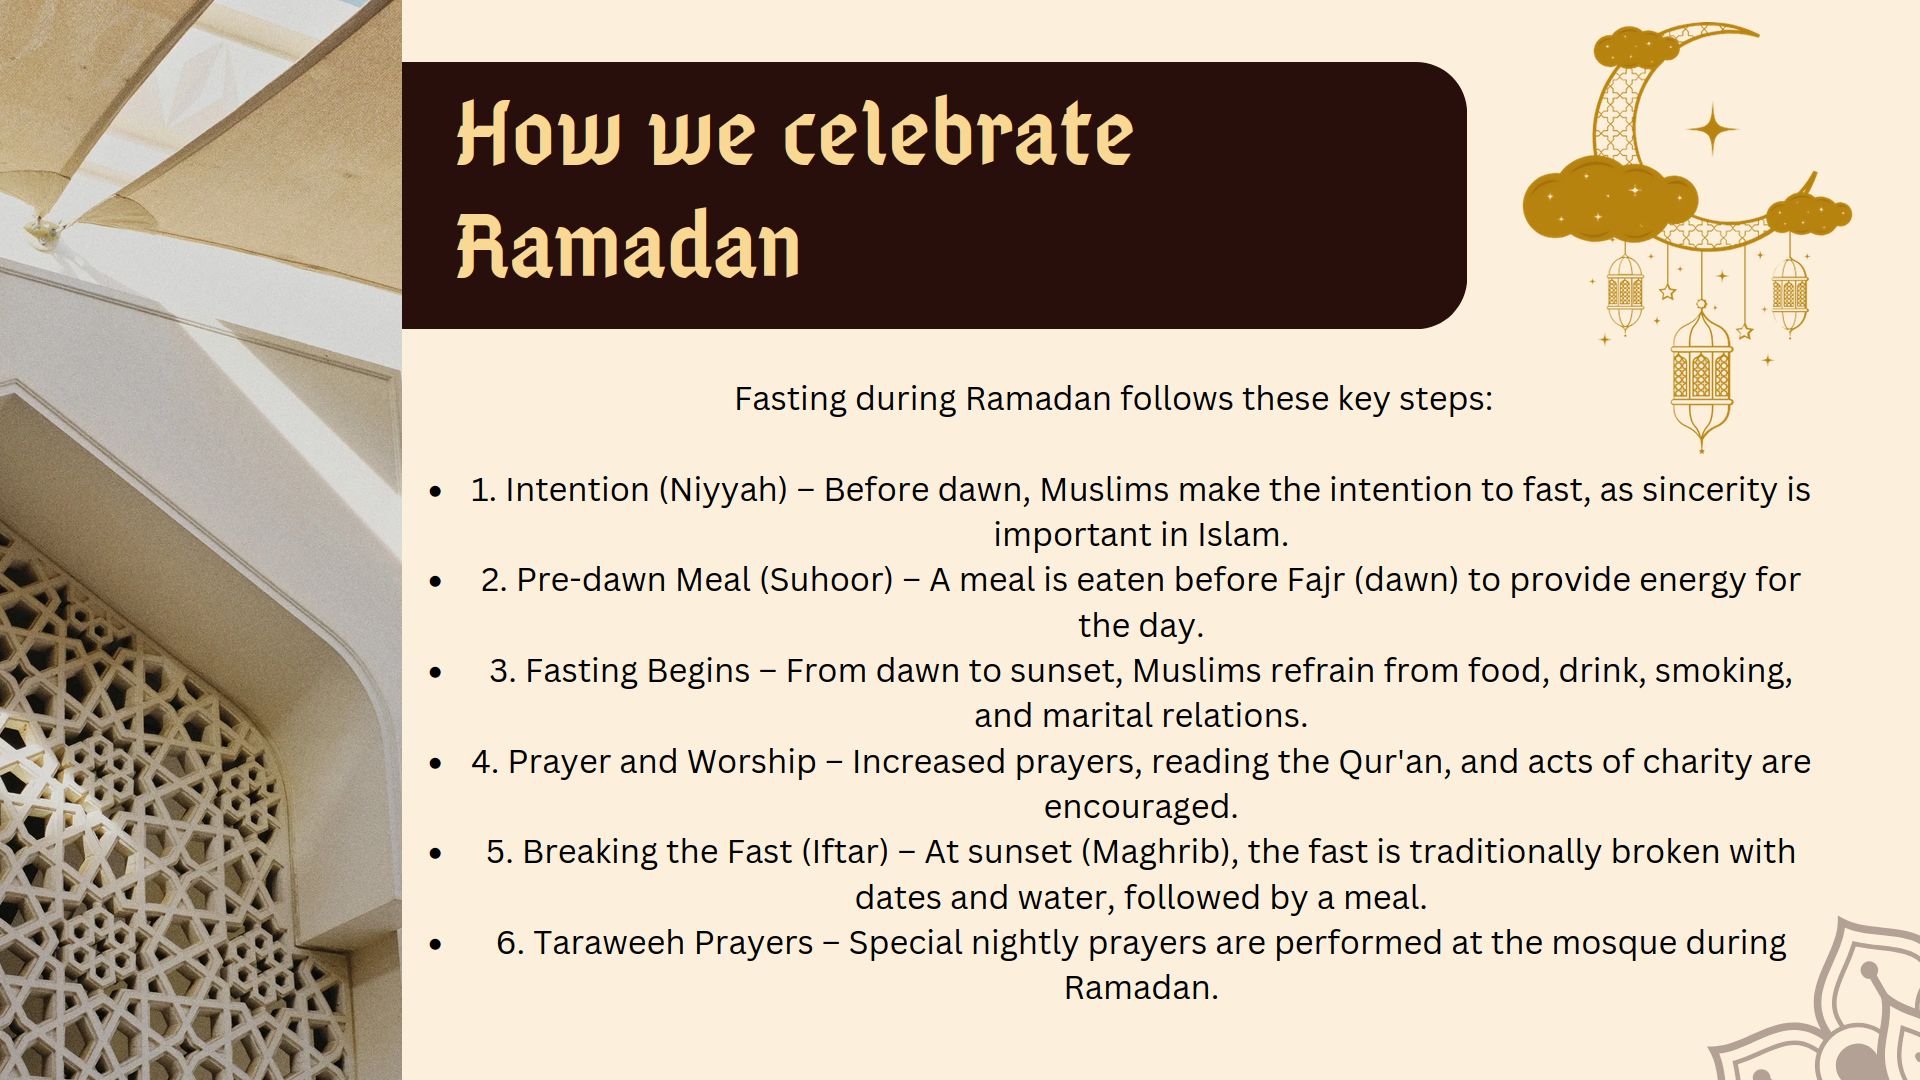 How we celebrate
Ramadan
Fasting during Ramadan follows these key steps:
• 1. Intention (Niyyah) – Before dawn, Muslims make the intention to fast, as sincerity is
important in Islam.
• 2. Pre-dawn Meal (Suhoor) – A meal is eaten before Fajr (dawn) to provide energy for
the day.
• 3. Fasting Begins – From dawn to sunset, Muslims refrain from food, drink, smoking,
and marital relations.
• 4. Prayer and Worship – Increased prayers, reading the Qur'an, and acts of charity are
encouraged.
• 5. Breaking the Fast (Iftar) – At sunset (Maghrib), the fast is traditionally broken with
dates and water, followed by a meal.
• 6. Taraweeh Prayers – Special nightly prayers are performed at the mosque during
Ramadan.